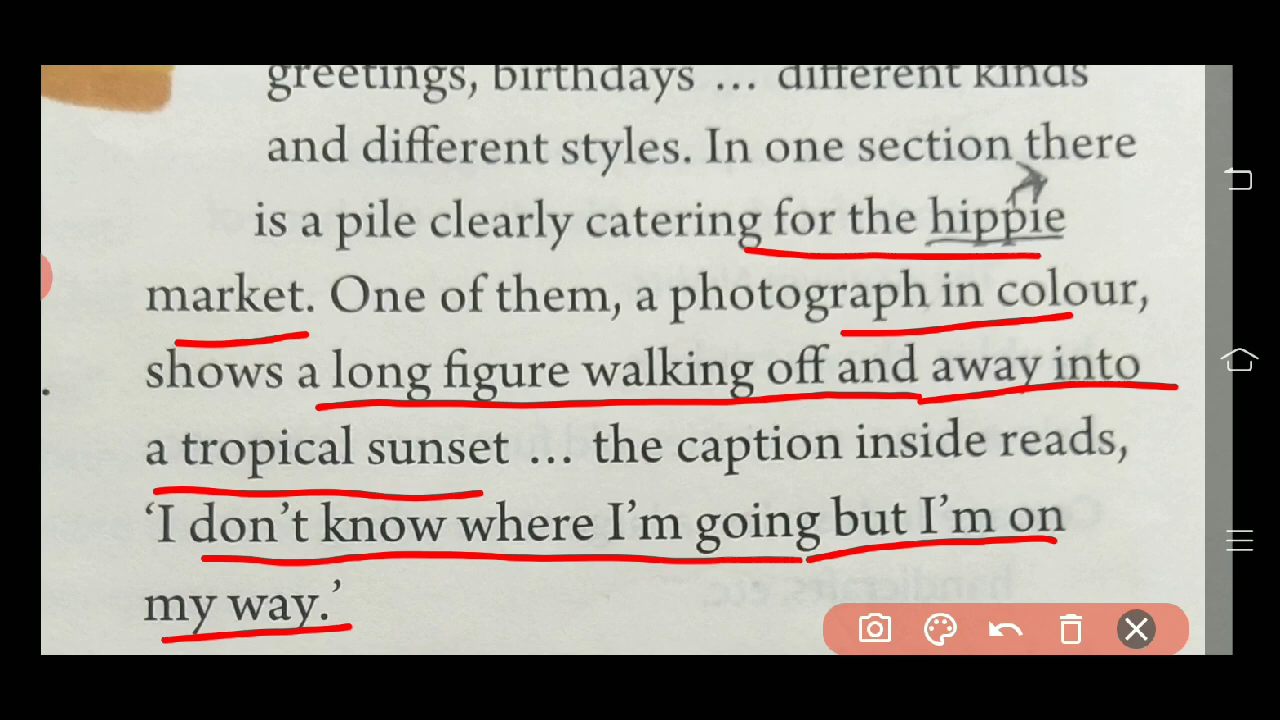 greetings, birthdays ... different kinds
and different styles. In one section there
is a pile clearly catering for the hippie
market. One of them, a photograph in colour,
shows a long figure walking off and away into
a tropical sunset ... the caption inside reads,
‘I don’t know where I’m going but I’m on
my way.’